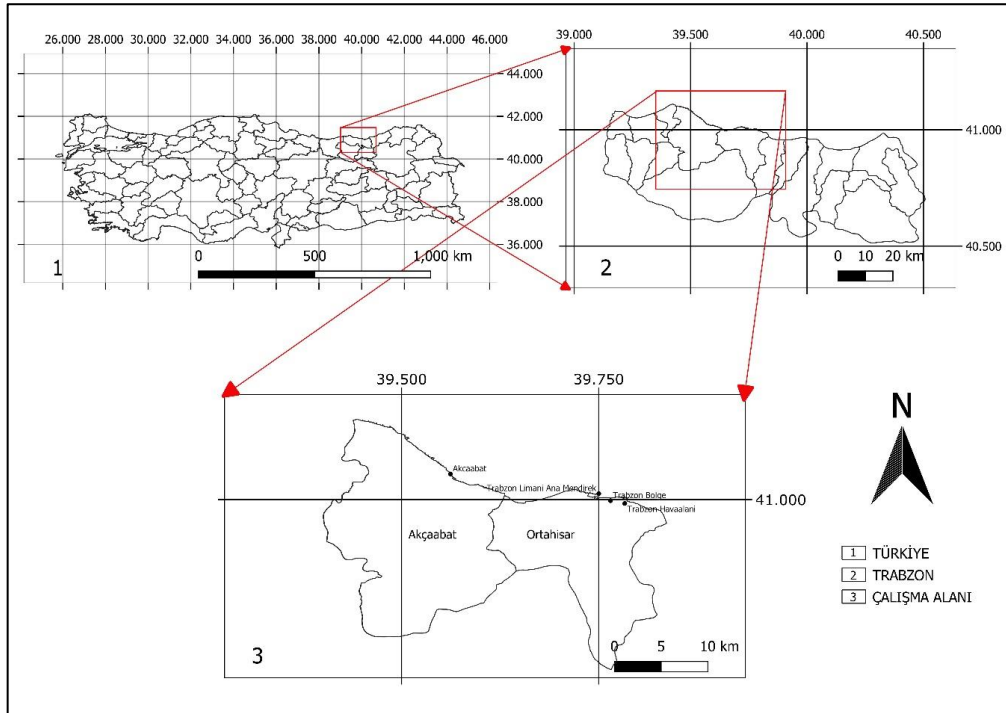 26.000 28.000 30.000 32.000 34.000 36.000 38.000 40.000 42.000 44.000 46.000
44.000
42.000
40.000
38.000
36.000
0 500 1,000 km
1
39.000 39.500 40.000 40.500
41.000
40.500
0 10 20 km
2
39.500 39.750
Akcaabat
Trabzon Limani Ana Mendirek
Trabzon Bolge
41.000
Trabzon Havaalani
Akçaabat Ortahisar
0 5 10 km
3
N
1 TÜRKİYE
2 TRABZON
3 ÇALIŞMA ALANI